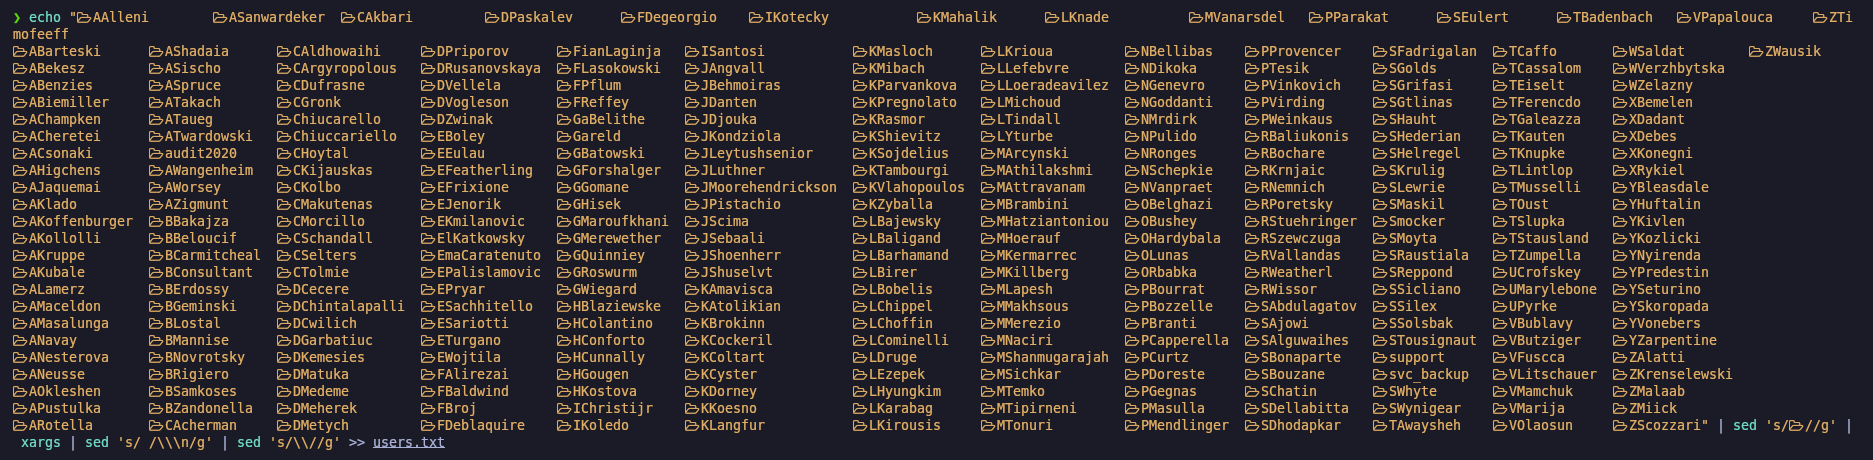 ❯ echo "🗁AAlleni 🗁ASanwardeker 🗁CAkbari 🗁DPaskalev 🗁FDegeorgio 🗁IKotecky 🗁KMahalik 🗁LKnade 🗁MVanarsdel 🗁PParakat 🗁SEulert 🗁TBadenbach 🗁VPapalouca 🗁ZTi
mofeeff
🗁ABarteski 🗁AShadaia 🗁CAldhowaihi 🗁DPriporov 🗁FianLaginja 🗁ISantosi 🗁KMasloch 🗁LKrioua 🗁NBellibas 🗁PProvencer 🗁SFadrigalan 🗁TCaffo 🗁WSaldat 🗁ZWausik
🗁ABekesz 🗁ASischo 🗁CArgyropolous 🗁DRusanovskaya 🗁FLasokowski 🗁JAngvall 🗁KMibach 🗁LLefebvre 🗁NDikoka 🗁PTesik 🗁SGolds 🗁TCassalom 🗁WVerzhbytska
🗁ABenzies 🗁ASpruce 🗁CDufrasne 🗁DVellela 🗁FPflum 🗁JBehmoiras 🗁KParvankova 🗁LLoeradeavilez 🗁NGenevro 🗁PVinkovich 🗁SGrifasi 🗁TEiselt 🗁WZelazny
🗁ABiemiller 🗁ATakach 🗁CGronk 🗁DVogleson 🗁FReffey 🗁JDanten 🗁KPregnolato 🗁LMichoud 🗁NGoddanti 🗁PVirding 🗁SGtlinas 🗁TFerencdo 🗁XBemelen
🗁AChampken 🗁ATaueg 🗁Chiucarello 🗁DZwinak 🗁GaBelithe 🗁JDjouka 🗁KRasmor 🗁LTindall 🗁NMrdirk 🗁PWeinkaus 🗁SHauht 🗁TGaleazza 🗁XDadant
🗁ACheretei 🗁ATwardowski 🗁Chiuccariello 🗁EBoley 🗁Gareld 🗁JKondziola 🗁KShievitz 🗁LYturbe 🗁NPulido 🗁RBaliukonis 🗁SHederian 🗁TKauten 🗁XDebes
🗁ACsonaki 🗁audit2020 🗁CHoytal 🗁EEulau 🗁GBatowski 🗁JLeytushsenior 🗁KSojdelius 🗁MArcynski 🗁NRonges 🗁RBochare 🗁SHelregel 🗁TKnupke 🗁XKonegni
🗁AHigchens 🗁AWangenheim 🗁CKijauskas 🗁EFeatherling 🗁GForshalger 🗁JLuthner 🗁KTambourgi 🗁MAthilakshmi 🗁NSchepkie 🗁RKrnjaic 🗁SKrulig 🗁TLintlop 🗁XRykiel
🗁AJaquemai 🗁AWorsey 🗁CKolbo 🗁EFrixione 🗁GGomane 🗁JMoorehendrickson 🗁KVlahopoulos 🗁MAttravanam 🗁NVanpraet 🗁RNemnich 🗁SLewrie 🗁TMusselli 🗁YBleasdale
🗁AKlado 🗁AZigmunt 🗁CMakutenas 🗁EJenorik 🗁GHisek 🗁JPistachio 🗁KZyballa 🗁MBrambini 🗁OBelghazi 🗁RPoretsky 🗁SMaskil 🗁TOust 🗁YHuftalin
🗁AKoffenburger 🗁BBakajza 🗁CMorcillo 🗁EKmilanovic 🗁GMaroufkhani 🗁JScima 🗁LBajewsky 🗁MHatziantoniou 🗁OBushey 🗁RStuehringer 🗁Smocker 🗁TSlupka 🗁YKivlen
🗁AKollolli 🗁BBeloucif 🗁CSchandall 🗁ElKatkowsky 🗁GMerewether 🗁JSebaali 🗁LBaligand 🗁MHoerauf 🗁OHardybala 🗁RSzewczuga 🗁SMoyta 🗁TStausland 🗁YKozlicki
🗁AKruppe 🗁BCarmitcheal 🗁CSelters 🗁EmaCaratenuto 🗁GQuinniey 🗁JShoenherr 🗁LBarhamand 🗁MKermarrec 🗁OLunas 🗁RVallandas 🗁SRaustiala 🗁TZumpella 🗁YNyirenda
🗁AKubale 🗁BConsultant 🗁CTolmie 🗁EPalislamovic 🗁GRoswurm 🗁JShuselvt 🗁LBirer 🗁MKillberg 🗁ORbabka 🗁RWeatherl 🗁SReppond 🗁UCrofskey 🗁YPredestin
🗁ALamerz 🗁BErdossy 🗁DCecere 🗁EPryar 🗁GWiegard 🗁KAmavisca 🗁LBobelis 🗁MLapesh 🗁PBourrat 🗁RWissor 🗁SSicliano 🗁UMarylebone 🗁YSeturino
🗁AMaceldon 🗁BGeminski 🗁DChintalapalli 🗁ESachhitello 🗁HBlaziewske 🗁KAtolikian 🗁LChippel 🗁MMakhsous 🗁PBozzelle 🗁SAbdulagatov 🗁SSilex 🗁UPyrke 🗁YSkoropada
🗁AMasalunga 🗁BLostal 🗁DCwilich 🗁ESariotti 🗁HColantino 🗁KBrokinn 🗁LChoffin 🗁MMerezio 🗁PBranti 🗁SAjowi 🗁SSolsbak 🗁VBublavy 🗁YVonebers
🗁ANavay 🗁BMannise 🗁DGarbatiuc 🗁ETurgano 🗁HConforto 🗁KCockeril 🗁LCominelli 🗁MNaciri 🗁PCapperella 🗁SAlguwaihes 🗁STousignaut 🗁VButziger 🗁YZarpentine
🗁ANesterova 🗁BNovrotsky 🗁DKemesies 🗁EWojtila 🗁HCunnally 🗁KColtart 🗁LDruge 🗁MShanmugarajah 🗁PCurtz 🗁SBonaparte 🗁support 🗁VFuscca 🗁ZAlatti
🗁ANeusse 🗁BRigiero 🗁DMatuka 🗁FAlirezai 🗁HGougen 🗁KCyster 🗁LEzepek 🗁MSichkar 🗁PDoreste 🗁SBouzane 🗁svc_backup 🗁VLitschauer 🗁ZKrenselewski
🗁AOkleshen 🗁BSamkoses 🗁DMedeme 🗁FBaldwind 🗁HKostova 🗁KDorney 🗁LHyungkim 🗁MTemko 🗁PGegnas 🗁SChatin 🗁SWhyte 🗁VMamchuk 🗁ZMalaab
🗁APustulka 🗁BZandonella 🗁DMeherek 🗁FBroj 🗁IChristijr 🗁KKoesno 🗁LKarabag 🗁MTipirneni 🗁PMasulla 🗁SDellabitta 🗁SWynigear 🗁VMarija 🗁ZMiick
🗁ARotella 🗁CAcherman 🗁DMetych 🗁FDeblaquire 🗁IKoledo 🗁KLangfur 🗁LKirousis 🗁MTonuri 🗁PMendlinger 🗁SDhodapkar 🗁TAwaysheh 🗁VOlaosun 🗁ZScozzari" | sed 's/🗁//g' |
xargs | sed 's/ /\\\n/g' | sed 's/\\//g' >> users.txt